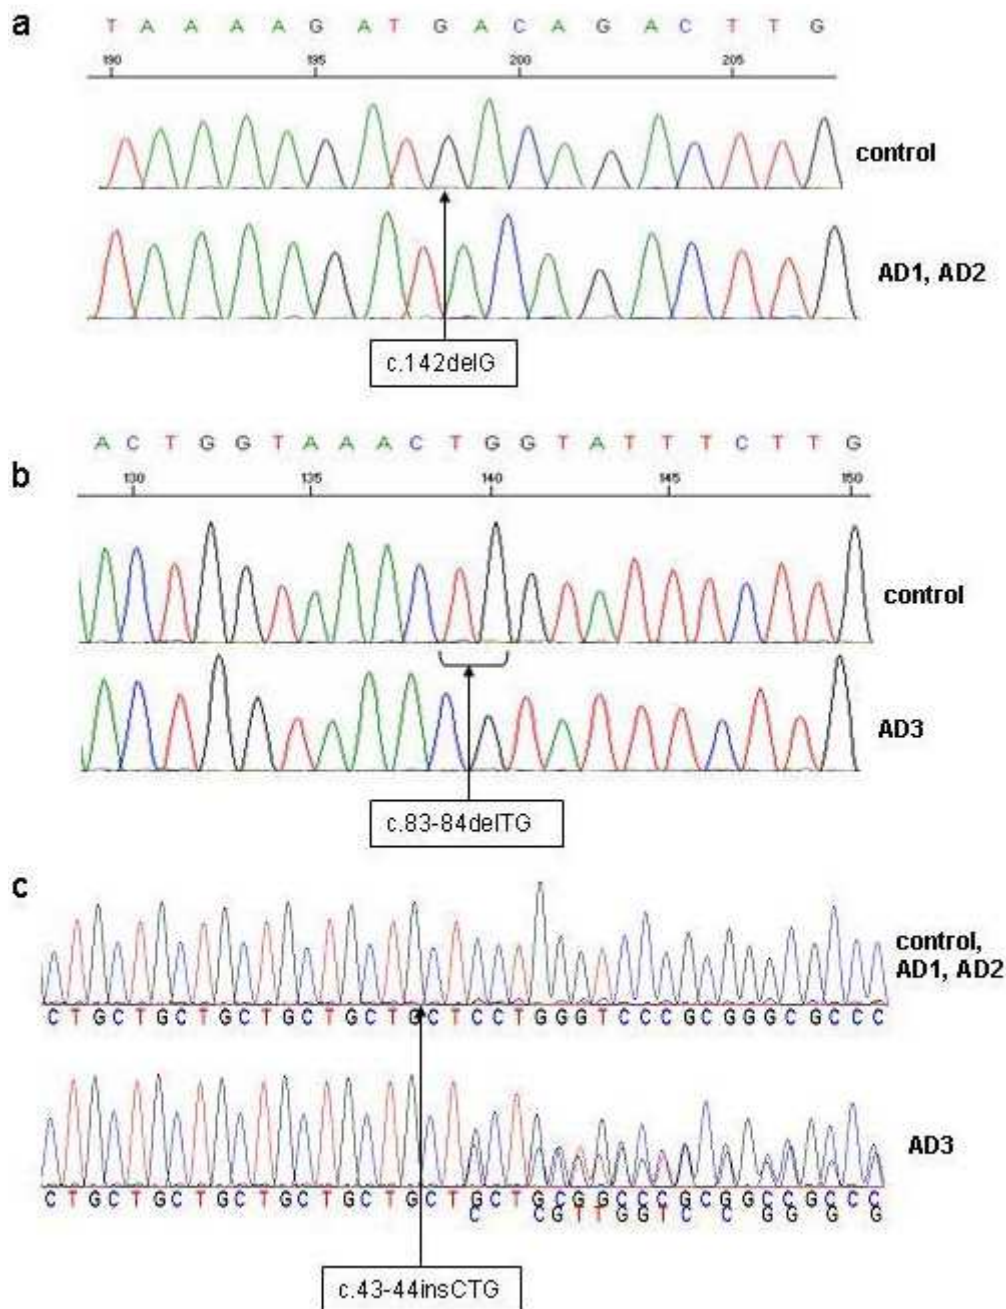 a
T A A A A G A T G A C A G A C T T G
190 195 200 205
control
AD1, AD2
c.142delG
A C T G G T A A A C T G G T A T T T C T T G
b
130 135 140 145 150
control
AD3
c.83-84delTG
c
control,
AD1, AD2
C T G C T G C T G C T G C T G C T G C T C C T G G G T C C C G C G G G C G C C C
AD3
C T G C T G C T G C T G C T G C T G C T G C T G C G G C C C G C G G C C G C C C
C C G T T G G T C C G G G G
c.43-44insCTG